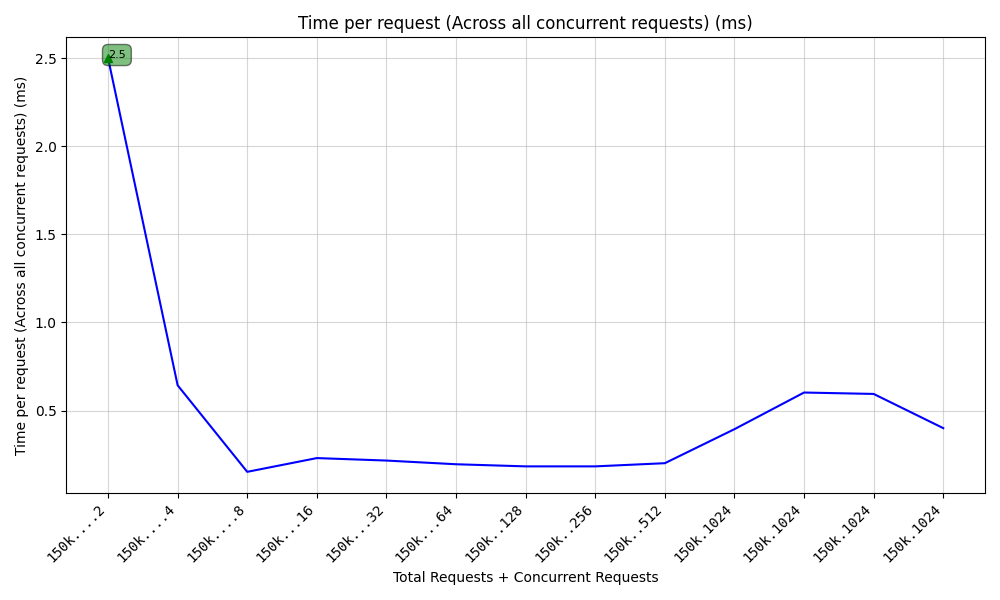 Time per request (Across all concurrent requests) (ms)
2.5
2.5
2.0
1.5
1.0
0.5
Time per request (Across all concurrent requests) (ms)
150k....2
150k....4
150k....8
150k...16
150k...32
150k...64
150k..128
150k..256
150k..512
150k.1024
150k.1024
150k.1024
150k.1024
Total Requests + Concurrent Requests